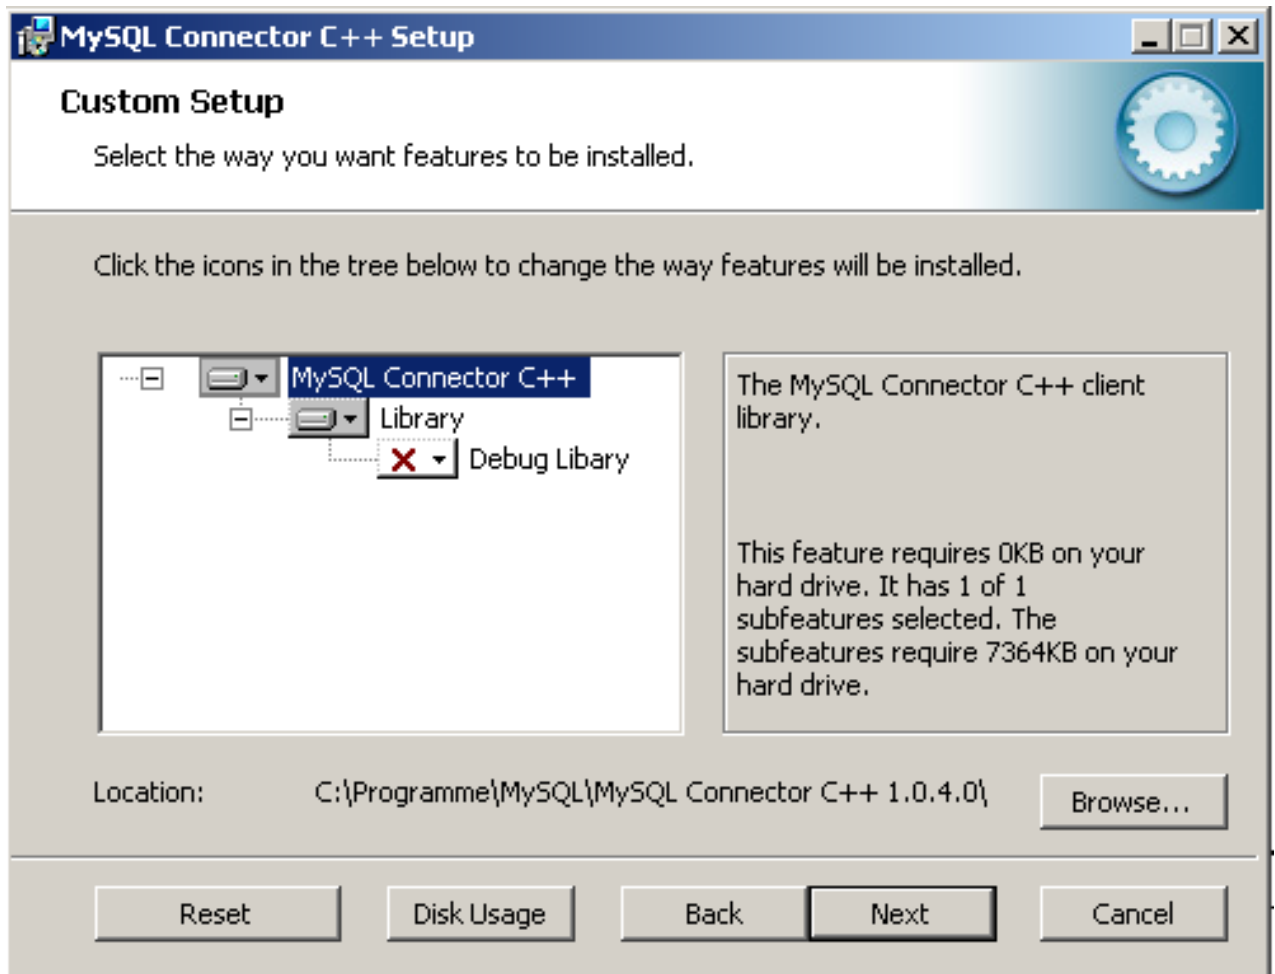 MySQL Connector C++ Setup
Custom Setup
Select the way you want features to be installed.
Click the icons in the tree below to change the way features will be installed.
MySQL Connector C++
Library
Debug Libary
The MySQL Connector C++ client
library.
This feature requires 0KB on your
hard drive. It has 1 of 1
subfeatures selected. The
subfeatures require 7364KB on your
hard drive.
Location: C:\Programme\MySQL\MySQL Connector C++ 1.0.4.0\
Browse...
Reset Disk Usage Back Next Cancel